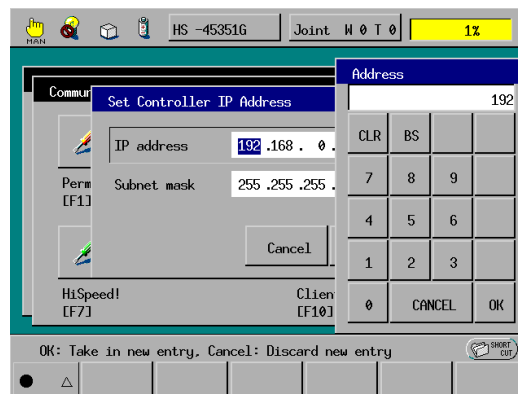 MAN
HS -45351G
Joint W 0 T 0
1%
Commun
Set Controller IP Address
IP address 192 .168 . 0 .
Subnet mask 255 .255 .255 .
Cancel
Perm
[F1]
HiSpeed!
[F7]
Clien
[F10]
Address
192
CLR BS
7 8 9
4 5 6
1 2 3
0 CANCEL OK
OK: Take in new entry, Cancel: Discard new entry
SHORT
CUT